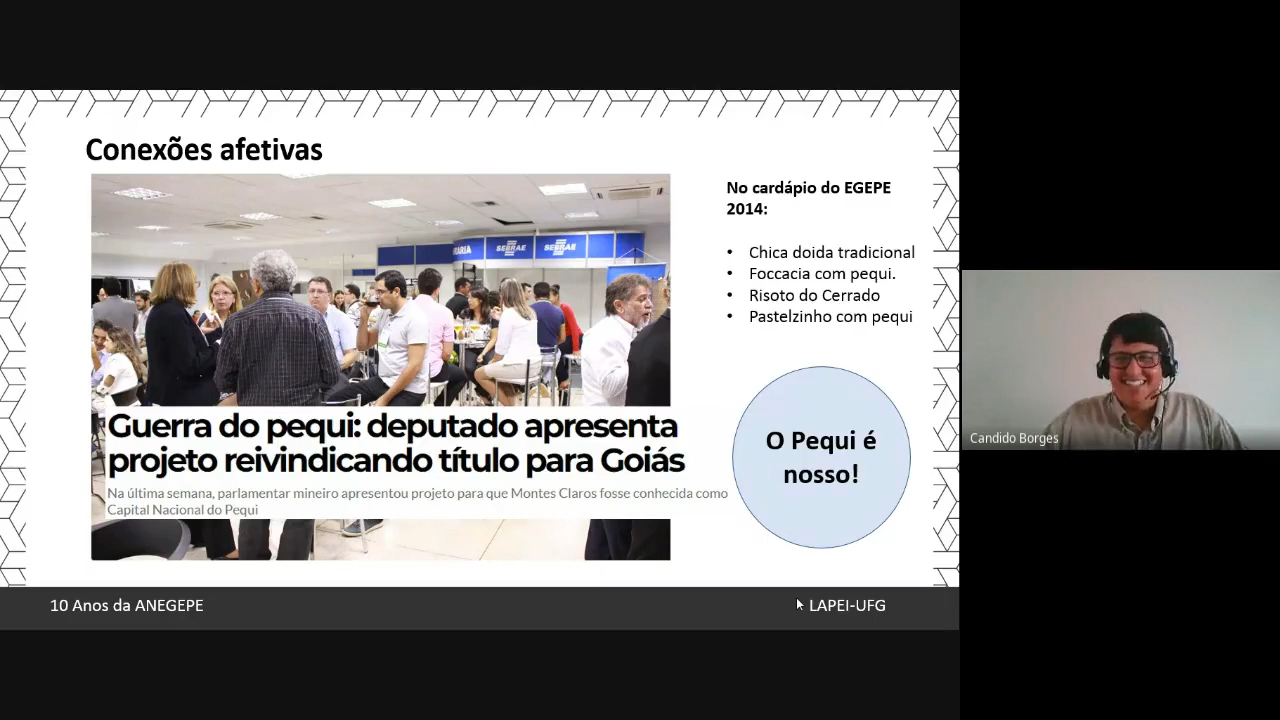 Conexões afetivas
RARIA
SEBRAE
SEBRAE
Guerra do pequi: deputado apresenta
projeto reivindicando título para Goiás
Na última semana, parlamentar mineiro apresentou projeto para que Montes Claros fosse conhecida como
Capital Nacional do Pequi
No cardápio do EGEPE
2014:
• Chica doida tradicional
• Foccacia com pequi.
• Risoto do Cerrado
• Pastelzinho com pequi
O Pequi é
nosso!
10 Anos da ANEGEPE
LAPEI-UFG
Candido Borges